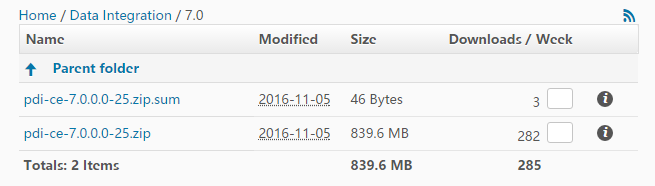 Home / Data Integration / 7.0
Name Modified Size Downloads / Week
Parent folder
pdi-ce-7.0.0.0-25.zip.sum 2016-11-05 46 Bytes 3
pdi-ce-7.0.0.0-25.zip 2016-11-05 839.6 MB 282
Totals: 2 Items 839.6 MB 285